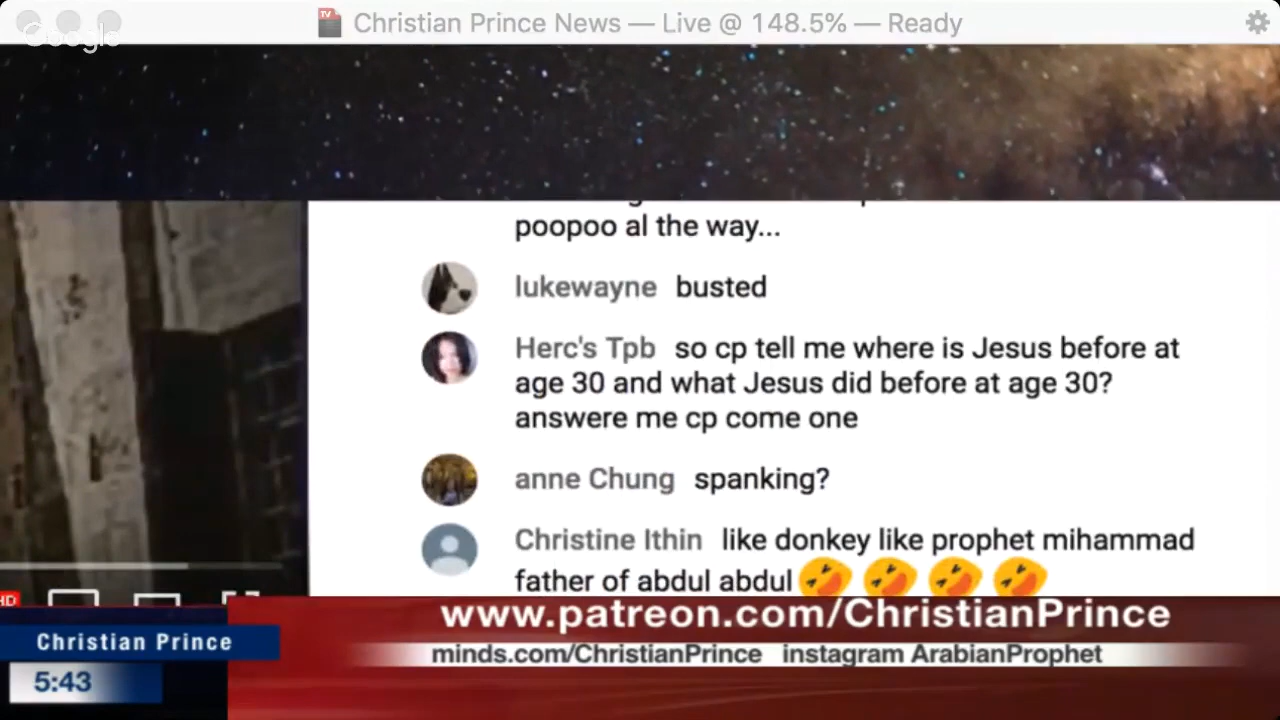 Google
TV
Christian Prince News — Live @ 148.5% — Ready
poopoo al the way...
lukewayne busted
Herc's Tpb so cp tell me where is Jesus before at
age 30 and what Jesus did before at age 30?
answere me cp come one
anne Chung spanking?
Christine Ithin like donkey like prophet mihammad
father of abdul abdul🤣🤣🤣🤣
HD
www.patreon.com/ChristianPrince
Christian Prince
minds.com/ChristianPrince instagram ArabianProphet
5:43